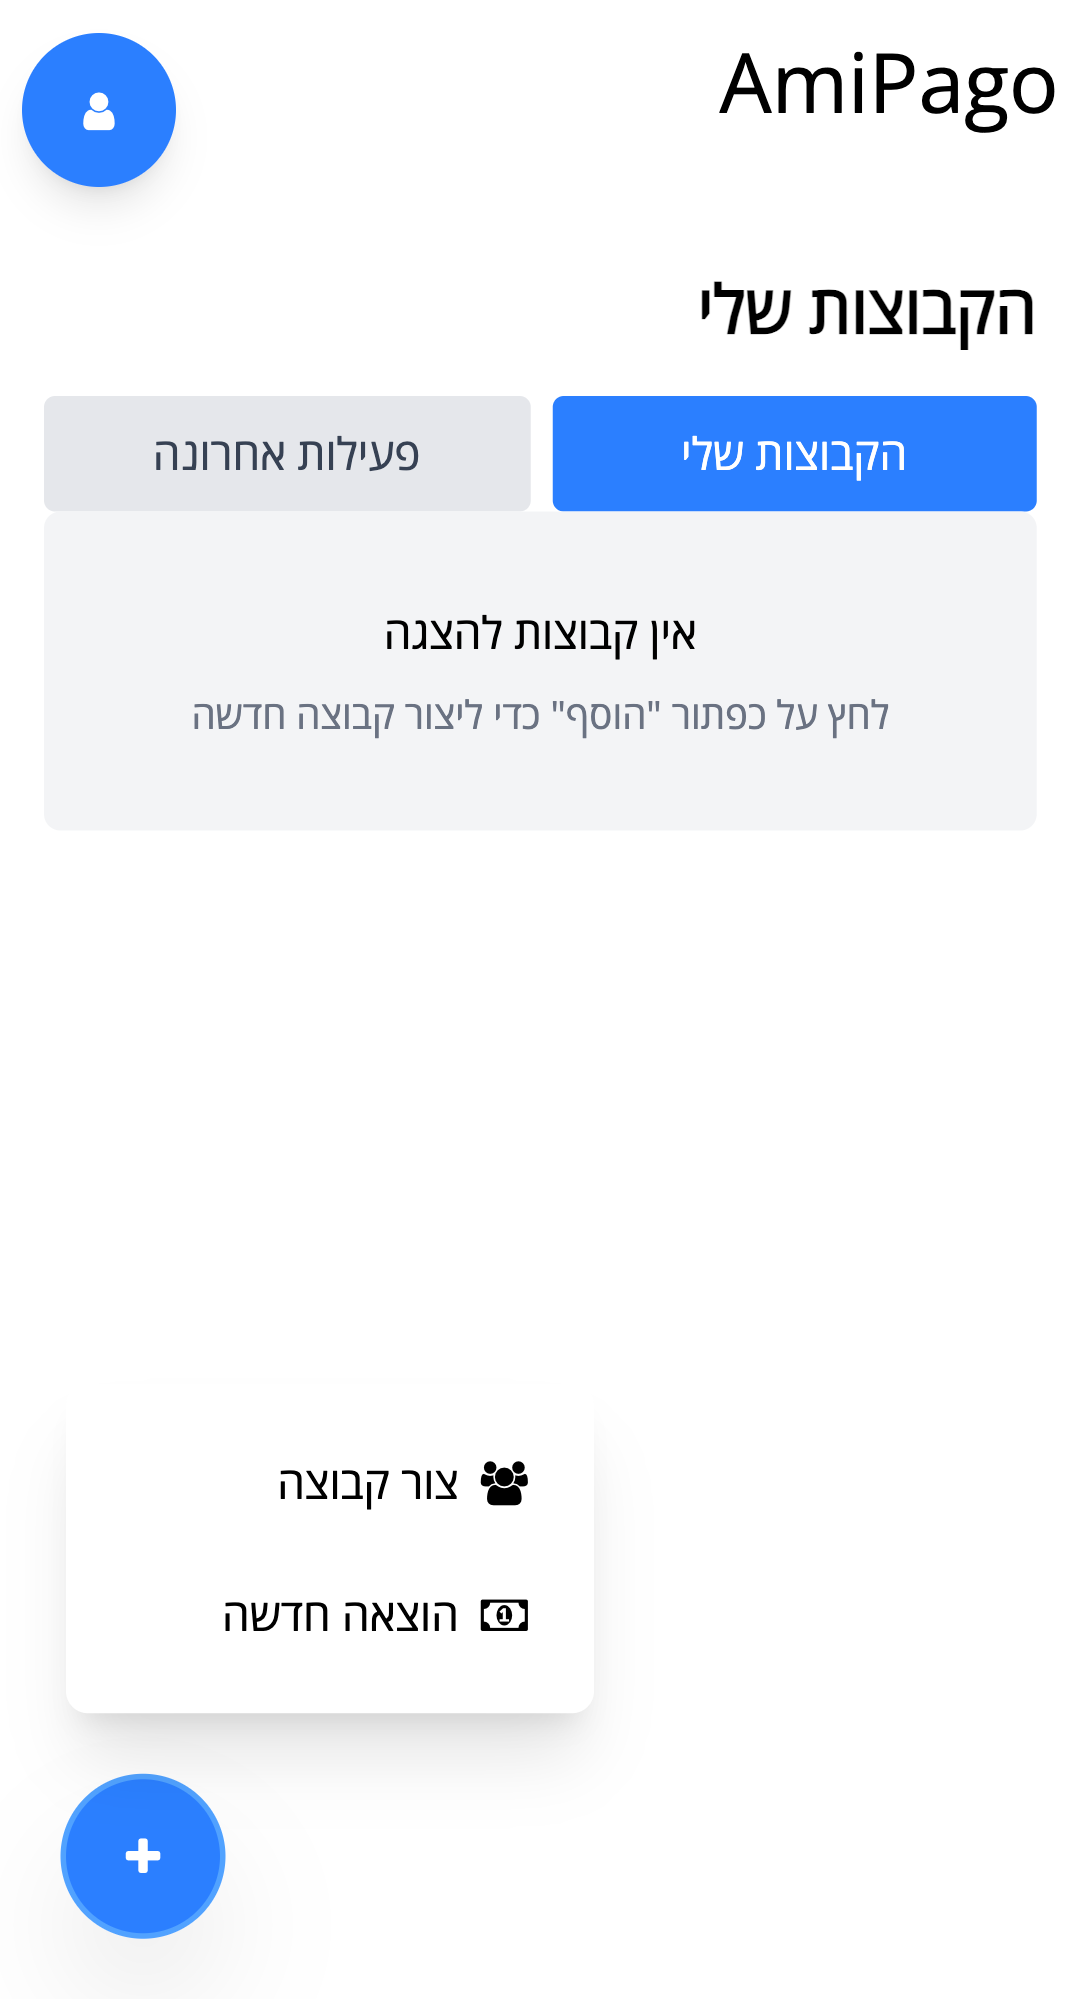 AmiPago
הקבוצות שלי
הקבוצות שלי
פעילות אחרונה
אין קבוצות להצגה
לחץ על כפתור "הוסף" כדי ליצור קבוצה חדשה
צור קבוצה
הוצאה חדשה